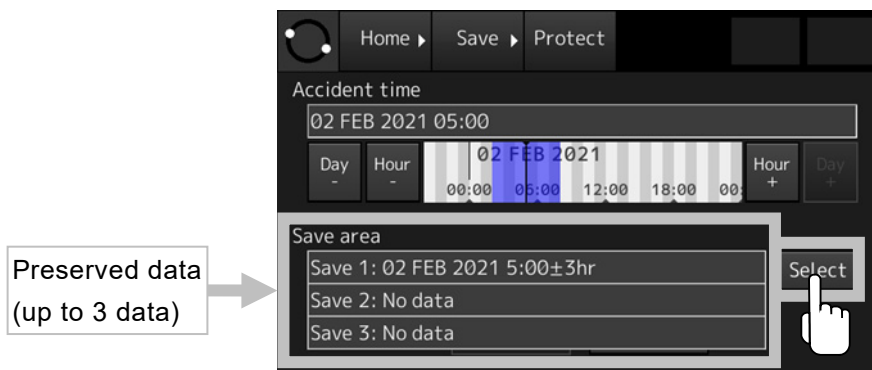 Home
Save
Protect
Accident time
02 FEB 2021 05:00
Day
-
Hour
-
02 FEB 2021
00:00 05:00 12:00 18:00 00:
Hour
+
Day
+
Save area
Save 1: 02 FEB 2021 5:00±3hr
Save 2: No data
Save 3: No data
Select
Preserved data
(up to 3 data)